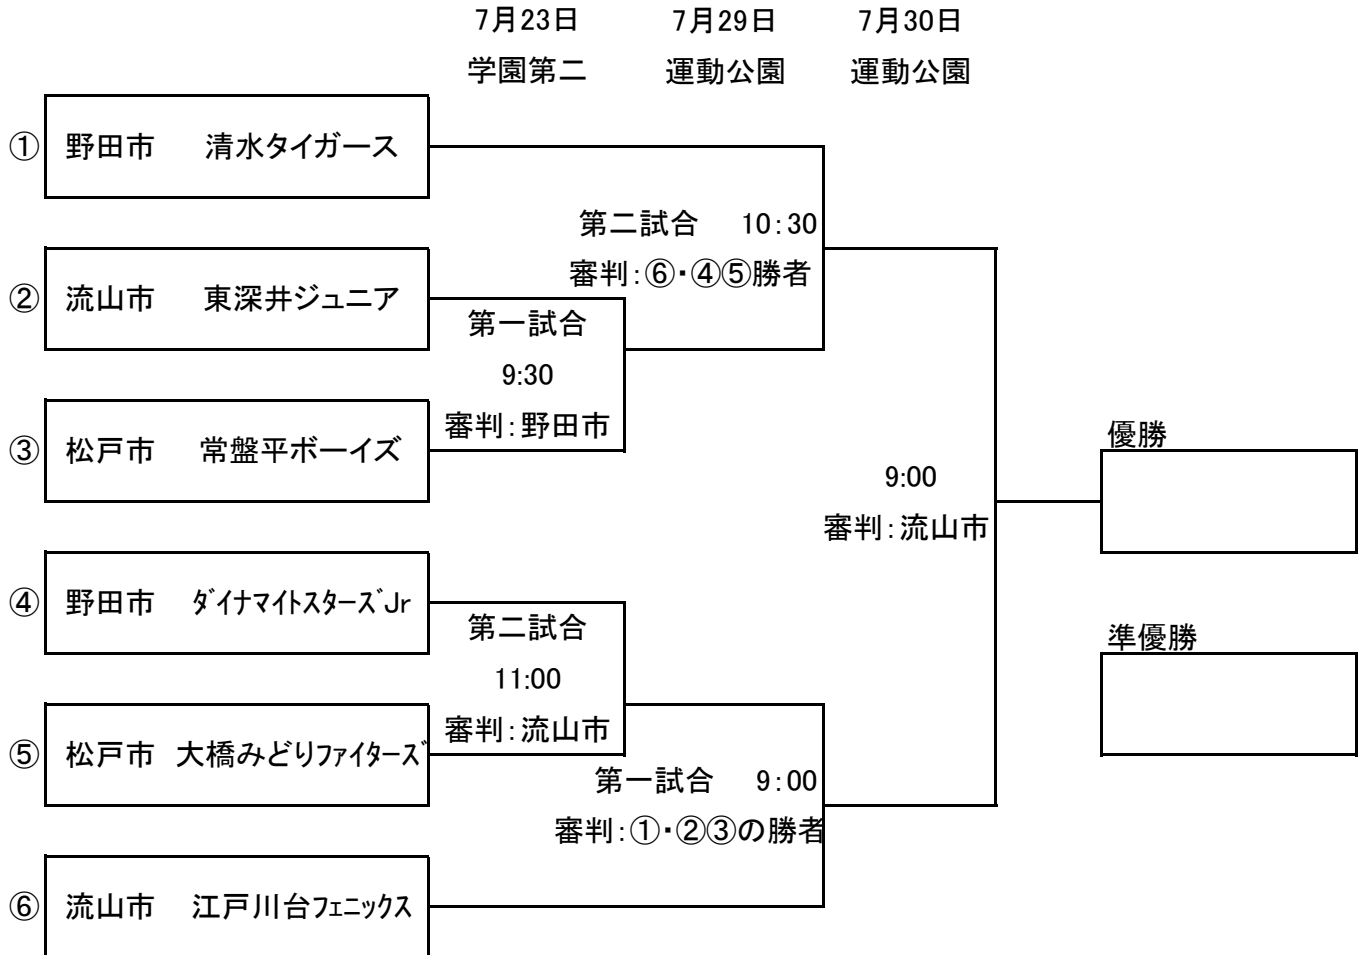 7月23日 7月29日 7月30日
学園第二 運動公園 運動公園
① 野田市 清水タイガース
第二試合 10:30
審判:⑥・④⑤勝者
② 流山市 東深井ジュニア
第一試合
9:30
審判:野田市
③ 松戸市 常盤平ボーイズ
優勝
9:00
審判:流山市
④ 野田市 ﾀﾞｲﾅﾏｲﾄｽﾀｰｽﾞJr
第二試合
11:00
審判:流山市
準優勝
⑤ 松戸市 大橋みどりﾌｧｲﾀｰｽﾞ
第一試合 9:00
審判:①・②③の勝者
⑥ 流山市 江戸川台ﾌｪﾆｯｸｽ